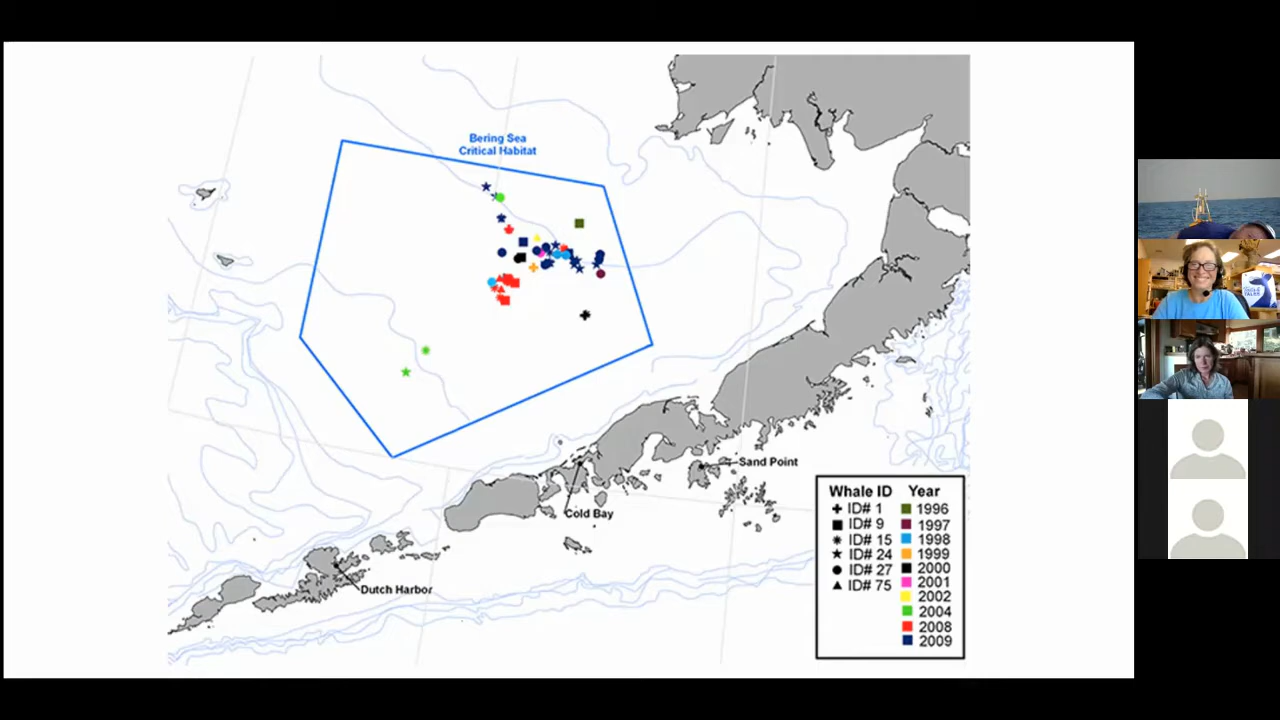 Bering Sea
Critical Habitat
Sand Point
Cold Bay
Dutch Harbor
Whale ID
ID# 1
ID# 9
ID# 15
ID# 24
ID# 27
ID# 75
Year
1996
1997
1998
1999
2000
2001
2002
2004
2008
2009